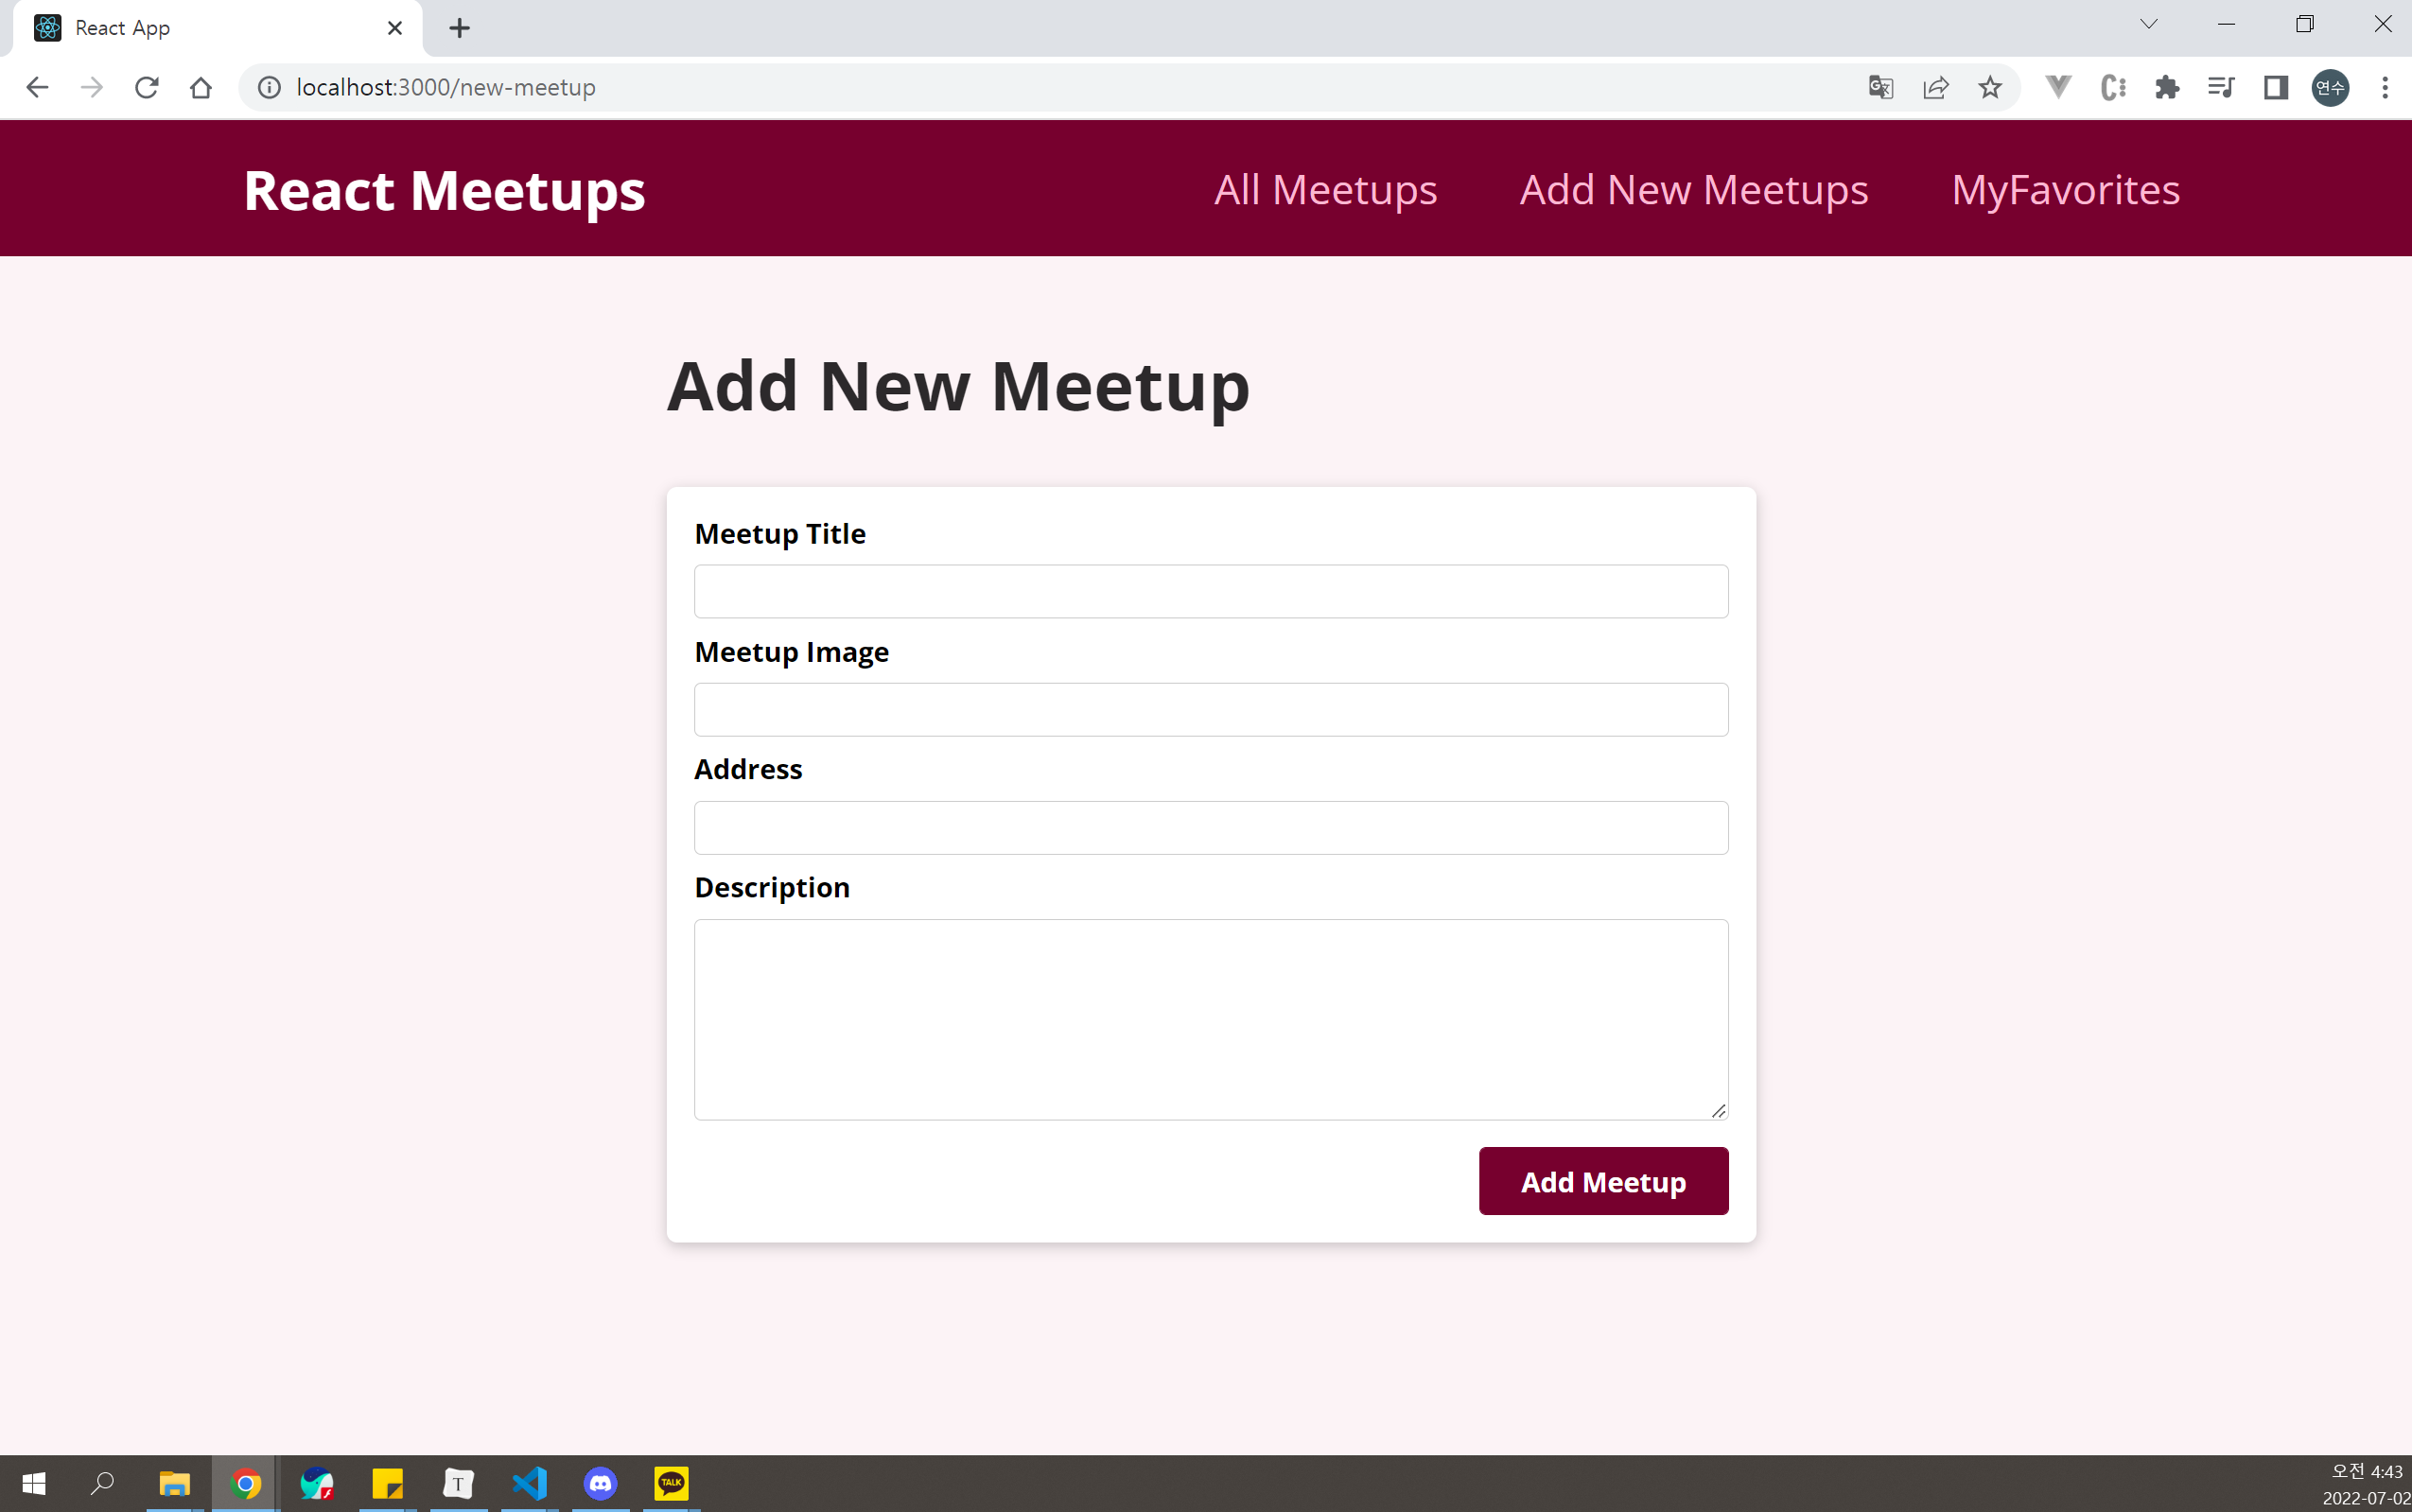 React App
localhost:3000/new-meetup
연수
React Meetups
All Meetups
Add New Meetups
MyFavorites
Add New Meetup
Meetup Title
Meetup Image
Address
Description
Add Meetup
T
TALK
오전 4:43
2022-07-02